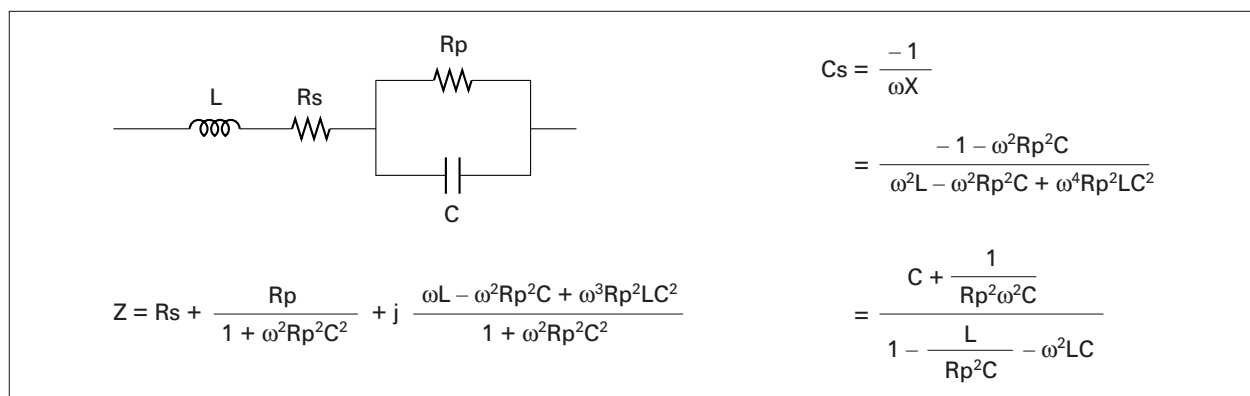 Rp
L
Rs
C
Z = Rs + Rp / (1 + ω²Rp²C²) + j (ωL – ω²Rp²C + ω³Rp²LC²) / (1 + ω²Rp²C²)
Cs = – 1 / ωX
= (– 1 – ω²Rp²C) / (ω²L – ω²Rp²C + ω⁴Rp²LC²)
= (C + 1 / (Rp²ω²C)) / (1 – L / (Rp²C) – ω²LC)